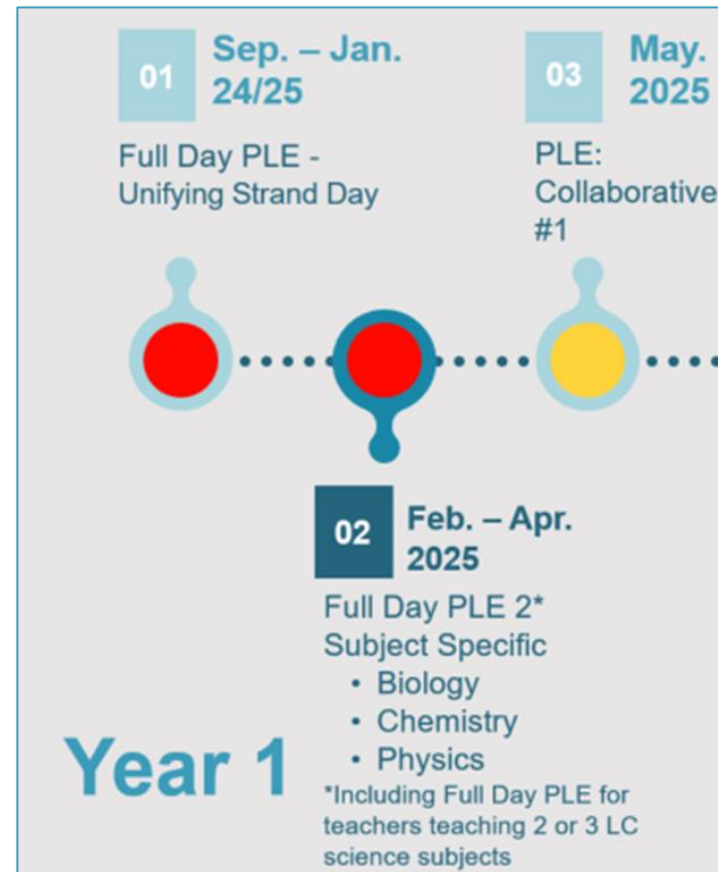 01
Sep. – Jan.
24/25
Full Day PLE -
Unifying Strand Day
03
May.
2025
PLE:
Collaborative
#1
02
Feb. – Apr.
2025
Full Day PLE 2*
Subject Specific
• Biology
• Chemistry
• Physics
*Including Full Day PLE for
teachers teaching 2 or 3 LC
science subjects
Year 1